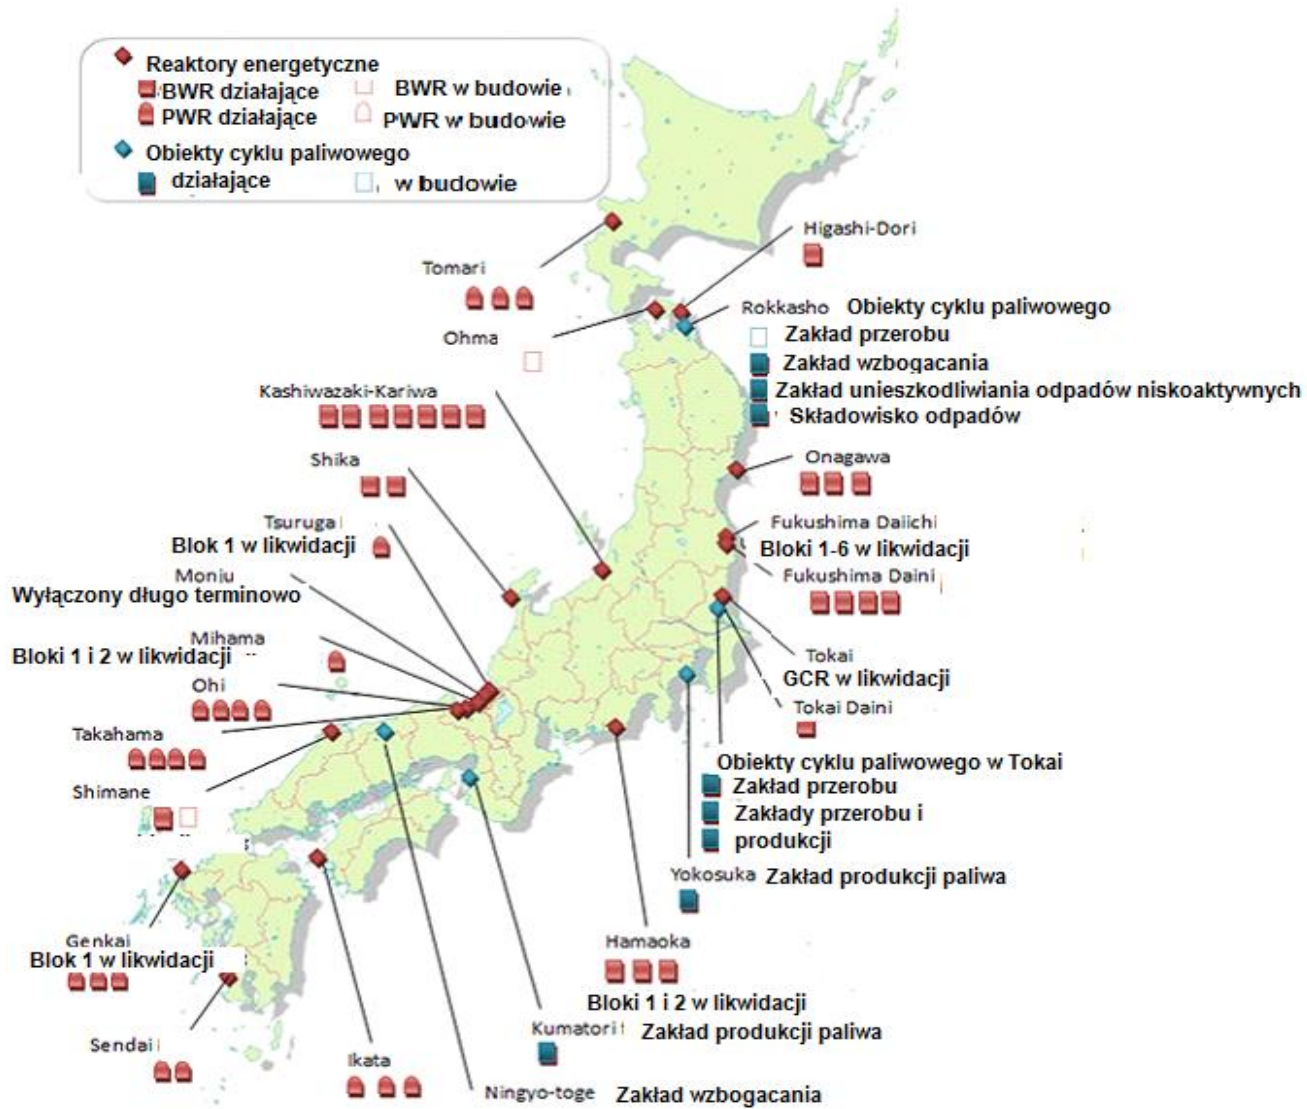 Reaktory energetyczne
BWR działające
BWR w budowie
PWR działające
PWR w budowie
Obiekty cyklu paliwowego
działające
w budowie
Higashi-Dori
Tomari
Rokkasho Obiekty cyklu paliwowego
Zakład przerobu
Ohma
Zakład wzbogacania
Kashiwazaki-Kariwa
Zakład unieszkodliwiania odpadów niskoaktywnych
Składowisko odpadów
Shika
Onagawa
Tsuruga
Fukushima Daiichi
Blok 1 w likwidacji
Bloki 1-6 w likwidacji
Monju
Fukushima Daini
Wyłączony długo terminowo
Mihama
Bloki 1 i 2 w likwidacji
Tokai
GCR w likwidacji
Ohi
Tokai Daini
Takahama
Obiekty cyklu paliwowego w Tokai
Zakład przerobu
Shimane
Zakłady przerobu i
produkcji
Yokosuka Zakład produkcji paliwa
Genkai
Hamaoka
Blok 1 w likwidacji
Bloki 1 i 2 w likwidacji
Kumatori Zakład produkcji paliwa
Sendai
Ikata
Ningyo-toge Zakład wzbogacania